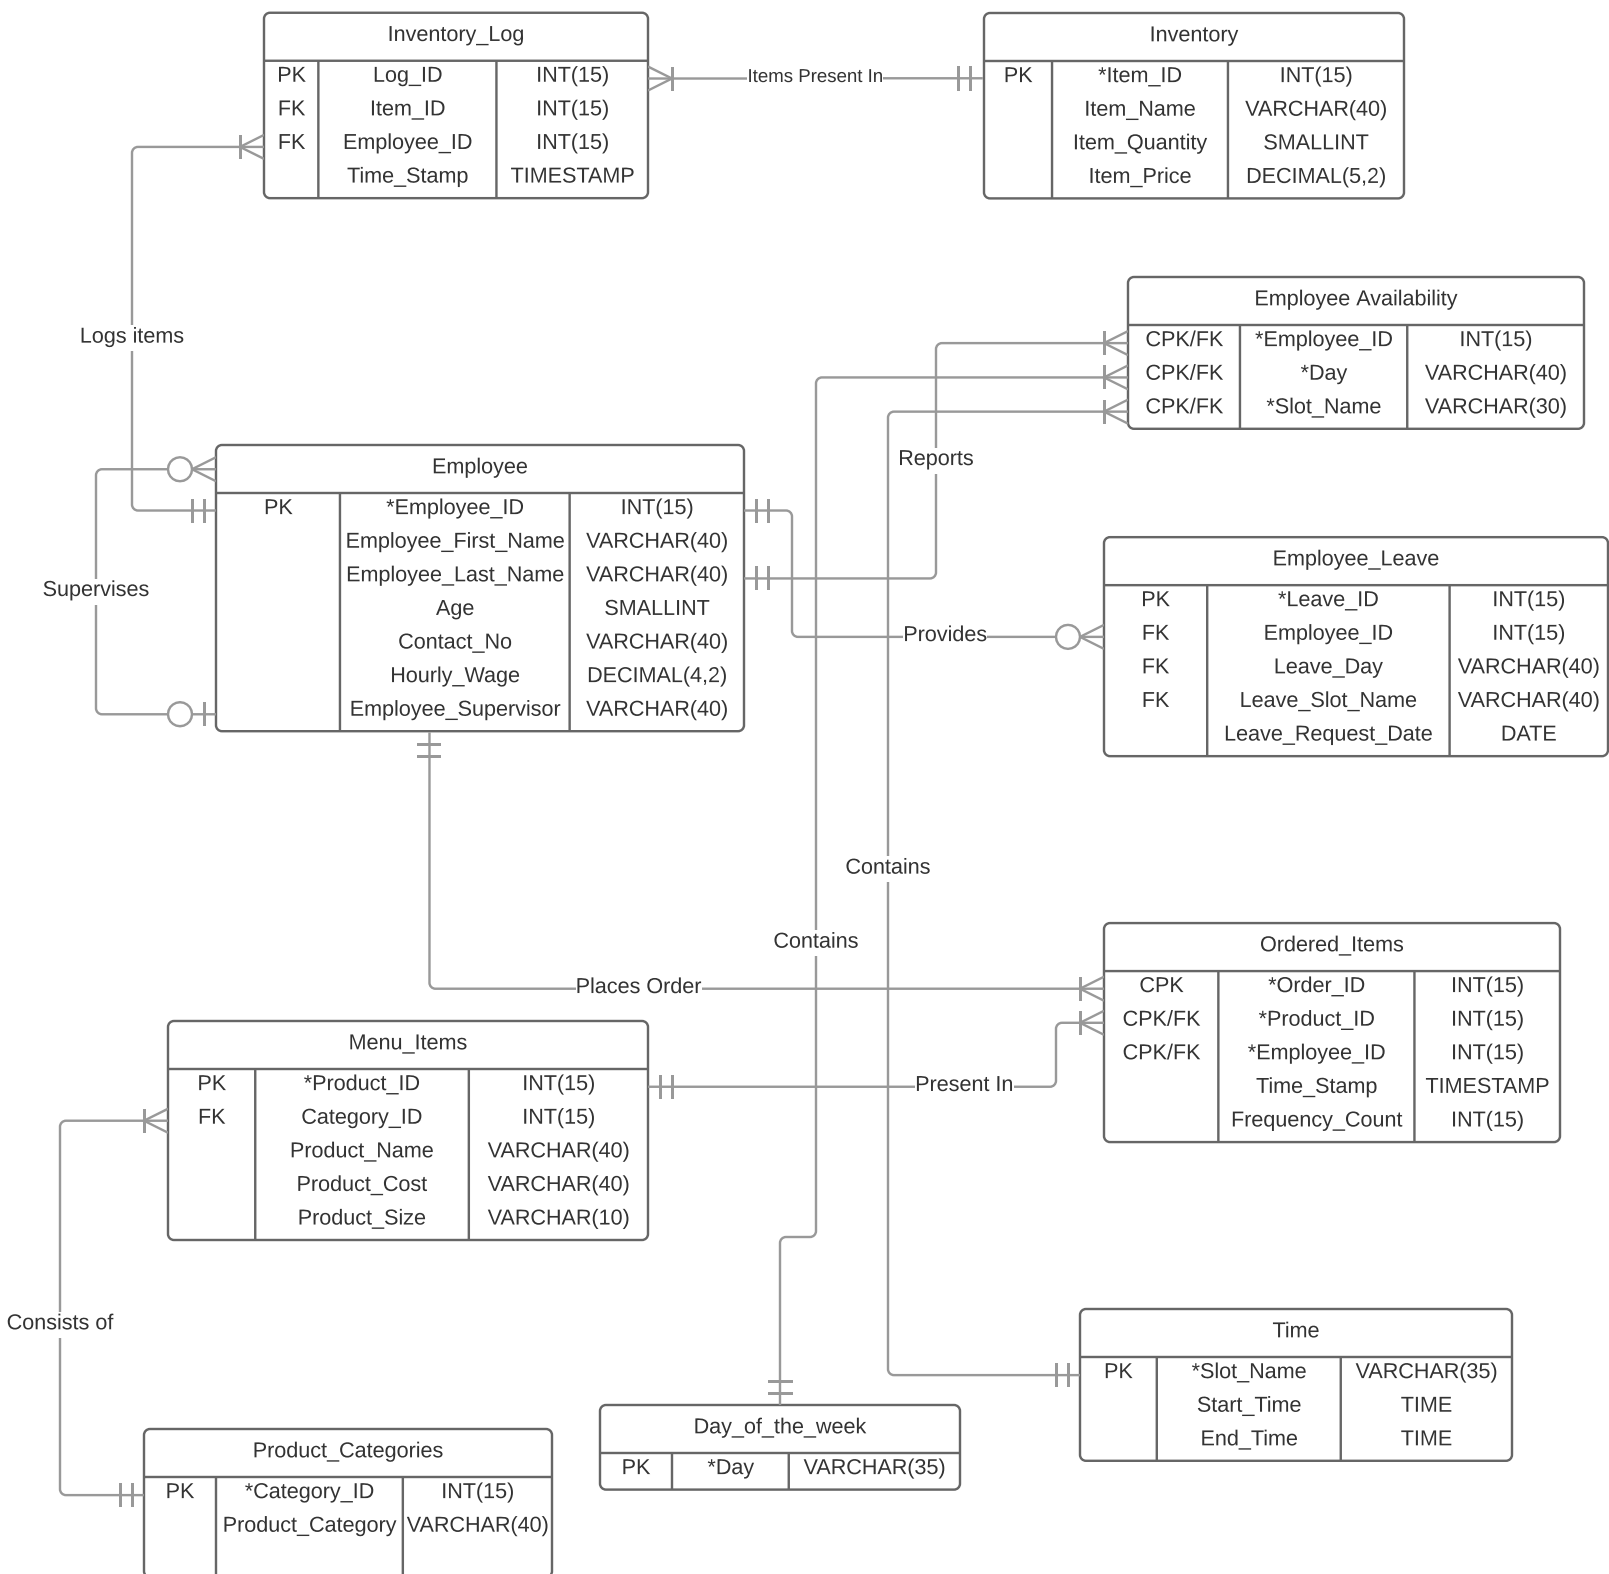 Inventory_Log
PK Log_ID INT(15)
FK Item_ID INT(15)
FK Employee_ID INT(15)
Time_Stamp TIMESTAMP
Items Present In
Inventory
PK *Item_ID INT(15)
Item_Name VARCHAR(40)
Item_Quantity SMALLINT
Item_Price DECIMAL(5,2)
Logs items
Employee Availability
CPK/FK *Employee_ID INT(15)
CPK/FK *Day VARCHAR(40)
CPK/FK *Slot_Name VARCHAR(30)
Reports
Employee
PK *Employee_ID INT(15)
Employee_First_Name VARCHAR(40)
Employee_Last_Name VARCHAR(40)
Age SMALLINT
Contact_No VARCHAR(40)
Hourly_Wage DECIMAL(4,2)
Employee_Supervisor VARCHAR(40)
Supervises
Provides
Employee_Leave
PK *Leave_ID INT(15)
FK Employee_ID INT(15)
FK Leave_Day VARCHAR(40)
FK Leave_Slot_Name VARCHAR(40)
Leave_Request_Date DATE
Contains
Contains
Places Order
Ordered_Items
CPK *Order_ID INT(15)
CPK/FK *Product_ID INT(15)
CPK/FK *Employee_ID INT(15)
Time_Stamp TIMESTAMP
Frequency_Count INT(15)
Menu_Items
PK *Product_ID INT(15)
FK Category_ID INT(15)
Product_Name VARCHAR(40)
Product_Cost VARCHAR(40)
Product_Size VARCHAR(10)
Present In
Consists of
Time
PK *Slot_Name VARCHAR(35)
Start_Time TIME
End_Time TIME
Day_of_the_week
PK *Day VARCHAR(35)
Product_Categories
PK *Category_ID INT(15)
Product_Category VARCHAR(40)